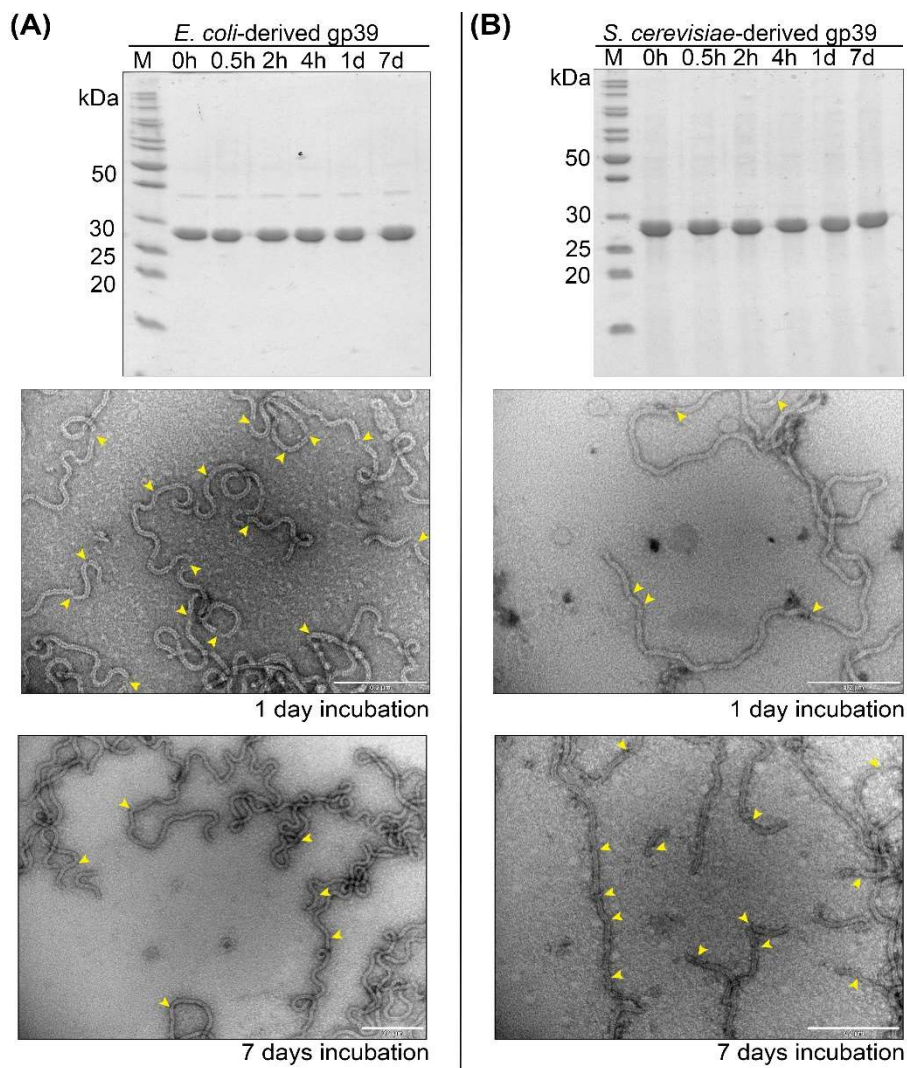 (A)
E. coli-derived gp39
M 0h 0.5h 2h 4h 1d 7d
kDa
50
30
25
20
1 day incubation
7 days incubation
(B)
S. cerevisiae-derived gp39
M 0h 0.5h 2h 4h 1d 7d
50
30
25
20
1 day incubation
7 days incubation